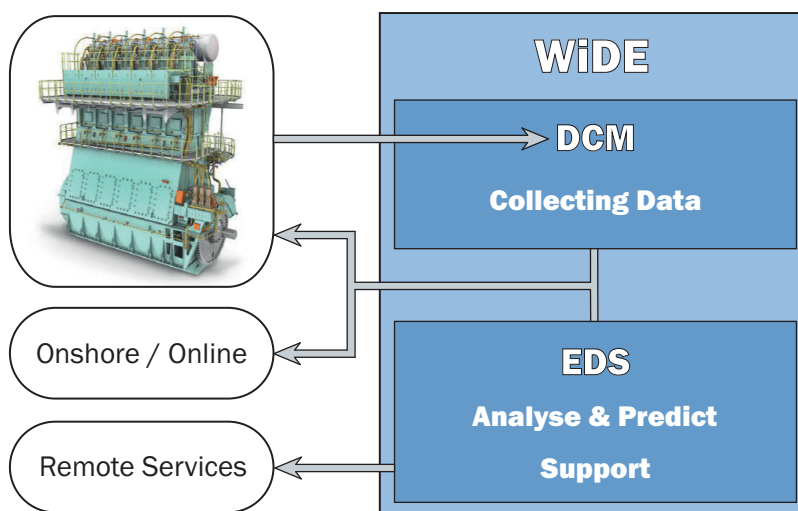 WiDE
DCM
Collecting Data
Onshore / Online
EDS
Analyse & Predict
Support
Remote Services